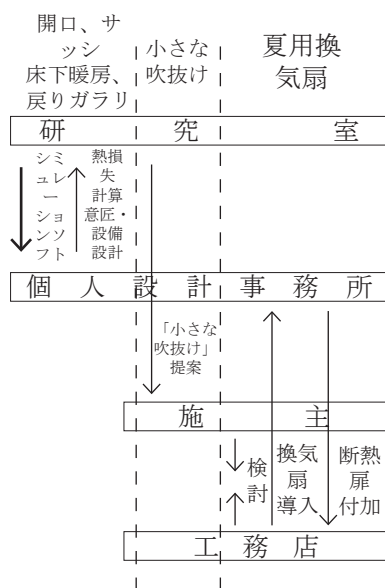 開口、サ
ッシ
床下暖房、
戻りガラリ
小さな
吹抜け
夏用換
気扇
研究室
シミ
ュレ
ー
ショ
ンソ
フト
熱損
失
計算
意匠・
設備
設計
個人設計事務所
「小さな
吹抜け」
提案
施主
検
討
換気
扇
導入
断熱
扉
付加
工務店